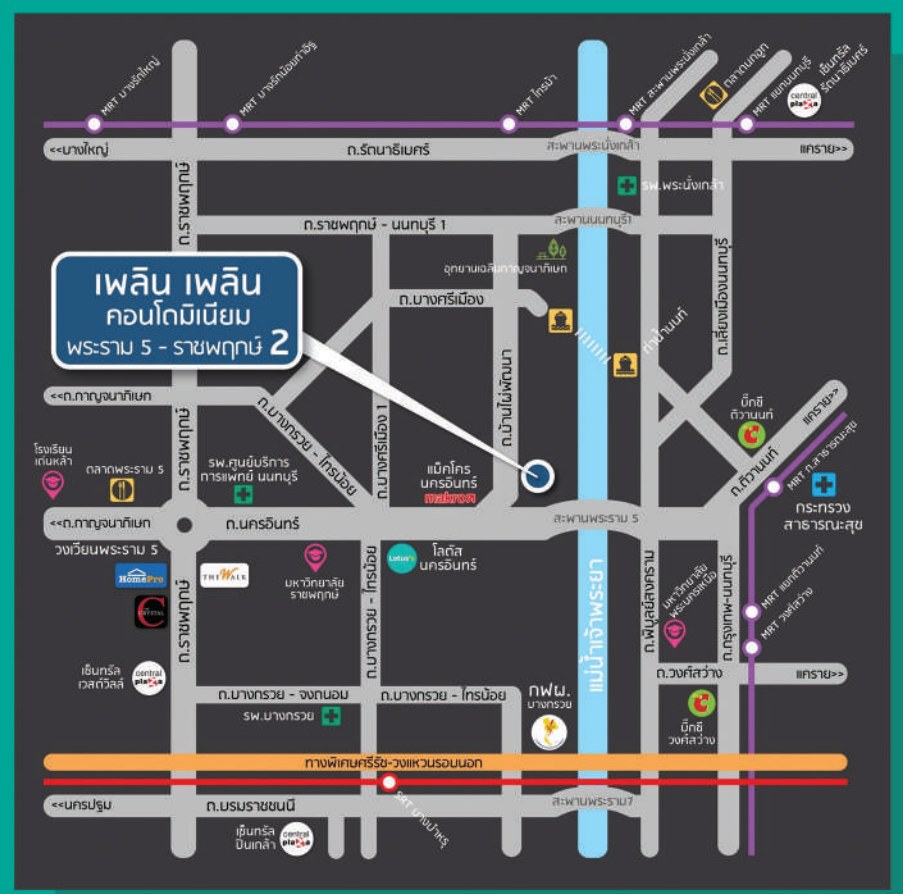 MRT บางรักใหญ่
MRT บางรักน้อยท่าอิฐ
MRT ไทรม้า
MRT สะพานพระนั่งเกล้า
ตลาดนกฮูก
MRT แยกนนทบุรี
เซ็นทรัล
รัตนาธิเบศร์
central
plaza
<<บางใหญ่
ถ.รัตนาธิเบศร์
สะพานพระนั่งเกล้า
แคราย>>
ถ.ราชพฤกษ์
รพ.พระนั่งเกล้า
ถ.ราชพฤกษ์ - นนทบุรี 1
สะพานนนทบุรี1
อุทยานเฉลิมกาญจนาภิเษก
ถ.เลี่ยงเมืองนนทบุรี
เพลิน เพลิน
คอนโดมิเนียม
พระราม 5 - ราชพฤกษ์ 2
ถ.บางศรีเมือง
ท่าน้ำนนท์
<<ถ.กาญจนาภิเษก
ถ.บางกรวย - ไทรน้อย
ถ.บางศรีเมือง 1
ถ.บ้านไผ่พัฒนา
บิ๊กซี
ติวานนท์
แคราย>>
ถ.ติวานนท์
MRT ก.สาธารณะสุข
กระทรวง
สาธารณะสุข
โรงเรียน
เด่นหล้า
ตลาดพระราม 5
ถ.ราชพฤกษ์
รพ.ศูนย์บริการ
การแพทย์ นนทบุรี
แม็คโคร
นครอินทร์
makro
<<ถ.กาญจนาภิเษก
ถ.นครอินทร์
สะพานพระราม 5
วงเวียนพระราม 5
HomePro
THE WALK
THE CRYSTAL
มหาวิทยาลัย
ราชพฤกษ์
Lotus's
โลตัส
นครอินทร์
ถ.ราชพฤกษ์
ถ.บางกรวย - ไทรน้อย
แม่น้ำเจ้าพระยา
ถ.พิบูลย์สงคราม
มหาวิทยาลัย
พระนครเหนือ
ถ.กรุงเทพ-นนทบุรี
MRT แยกติวานนท์
MRT วงศ์สว่าง
เซ็นทรัล
เวสต์วิลล์
central
plaza
ถ.วงศ์สว่าง
แคราย>>
ถ.บางกรวย - จงถนอม
ถ.บางกรวย - ไทรน้อย
กฟผ.
บางกรวย
รพ.บางกรวย
บิ๊กซี
วงศ์สว่าง
ทางพิเศษศรีรัช-วงแหวนรอบนอก
<<นครปฐม
ถ.บรมราชชนนี
SRT บางบำหรุ
สะพานพระราม7
เซ็นทรัล
ปิ่นเกล้า
central
plaza